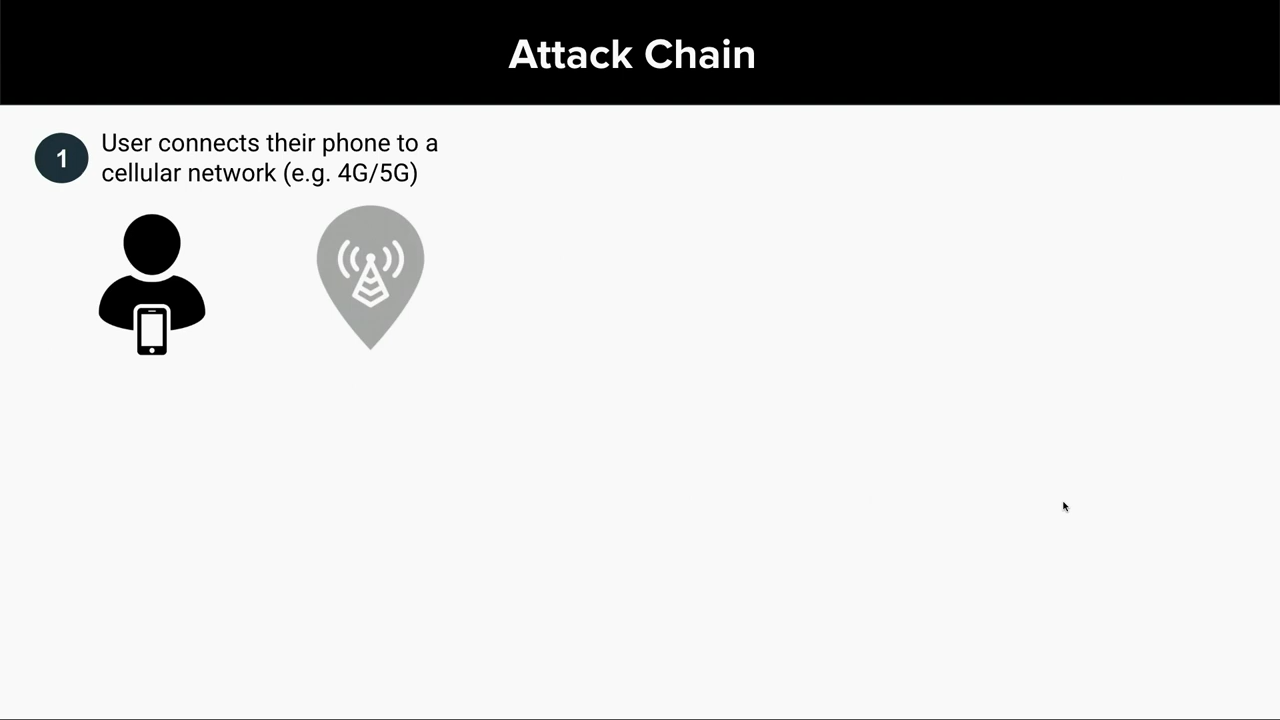 Attack Chain
1
User connects their phone to a
cellular network (e.g. 4G/5G)